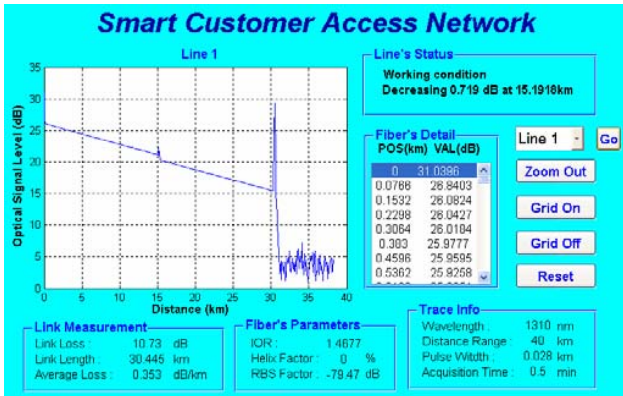 Smart Customer Access Network
Line 1
35
30
25
20
15
10
5
0
Optical Signal Level (dB)
0 5 10 15 20 25 30 35 40
Distance (km)
Line's Status
Working condition
Decreasing 0.719 dB at 15.1918km
Fiber's Detail
POS(km) VAL(dB)
0 31.0386
0.0766 26.8403
0.1532 26.0824
0.2298 26.0427
0.3064 26.0184
0.383 25.9777
0.4596 25.9595
0.5362 25.9258
Line 1
Go
Zoom Out
Grid On
Grid Off
Reset
Link Measurement
Link Loss : 10.73 dB
Link Length : 30.445 km
Average Loss : 0.353 dB/km
Fiber's Parameters
IOR : 1.4677
Helix Factor : 0 %
RBS Factor : -79.47 dB
Trace Info
Wavelength : 1310 nm
Distance Range : 40 km
Pulse Witdth : 0.028 km
Acquisition Time : 0.5 min